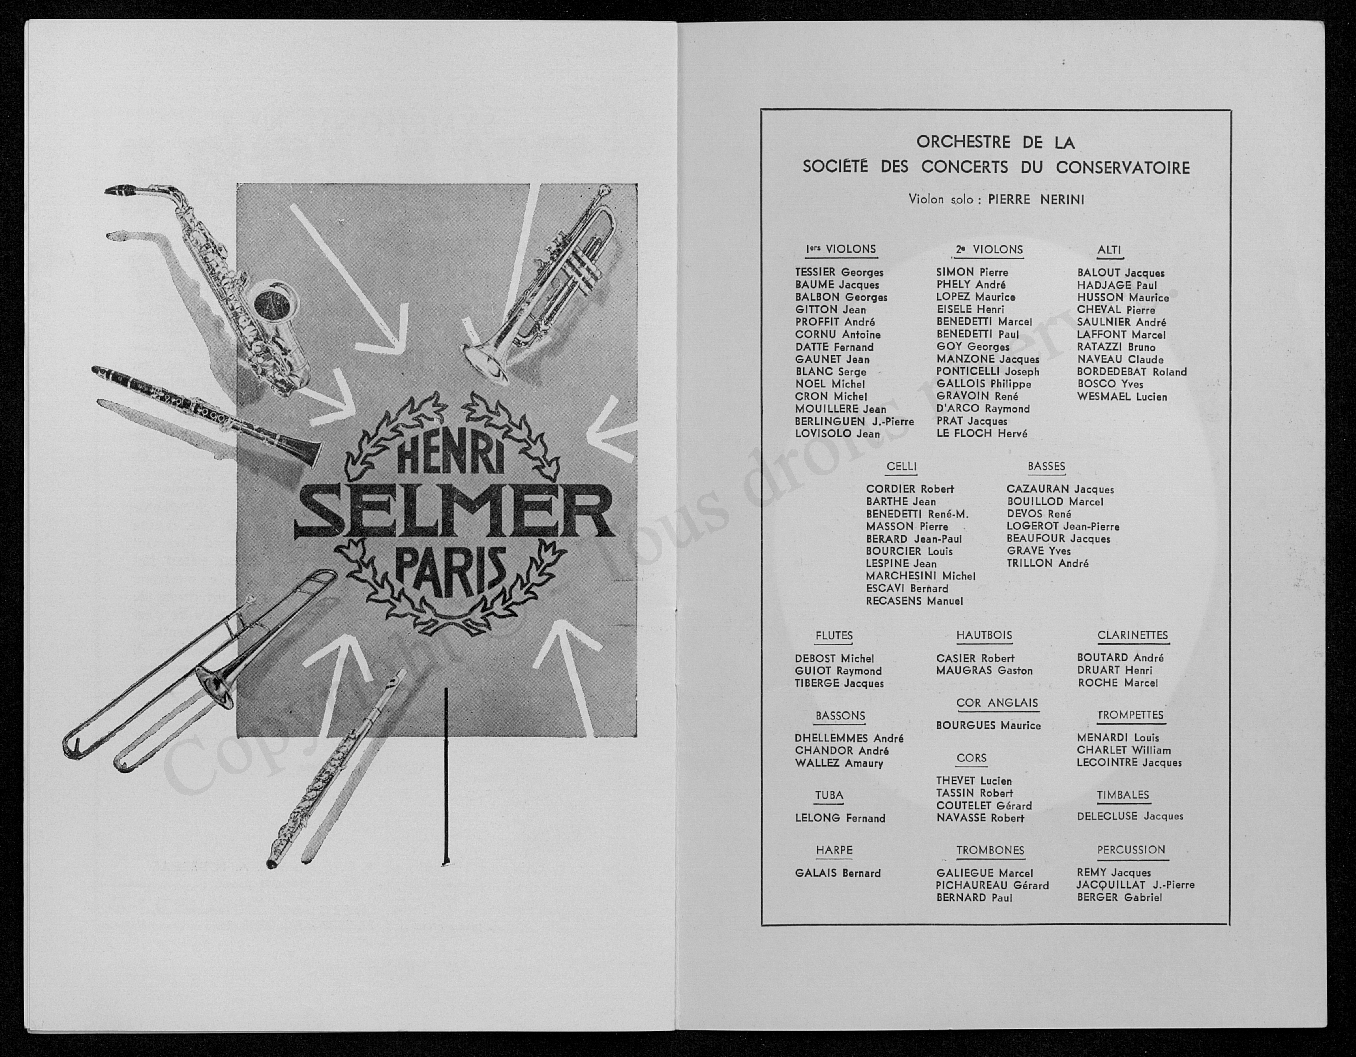 HENRI
SELMER
PARIS
ORCHESTRE DE LA
SOCIÉTÉ DES CONCERTS DU CONSERVATOIRE
Violon solo : PIERRE NERINI
1ers VIOLONS
TESSIER Georges
BAUME Jacques
BALBON Georges
GITTON Jean
PROFFIT André
CORNU Antoine
DATTE Fernand
GAUNET Jean
BLANC Serge
NOEL Michel
CRON Michel
MOUILLERE Jean
BERLINGUEN J.-Pierre
LOVISOLO Jean
2e VIOLONS
SIMON Pierre
PHELY André
LOPEZ Maurice
EISELE Henri
BENEDETTI Marcel
BENEDETTI Paul
GOY Georges
MANZONE Jacques
PONTICELLI Joseph
GALLOIS Philippe
GRAVOIN René
D'ARCO Raymond
PRAT Jacques
LE FLOCH Hervé
ALTI
BALOUT Jacques
HADJAGE Paul
HUSSON Maurice
CHEVAL Pierre
SAULNIER André
LAFFONT Marcel
RATAZZI Bruno
NAVEAU Claude
BORDEDEBAT Roland
BOSCO Yves
WESMAEL Lucien
CELLI
CORDIER Robert
BARTHE Jean
BENEDETTI René-M.
MASSON Pierre
BERARD Jean-Paul
BOURCIER Louis
LESPINE Jean
MARCHESINI Michel
ESCAVI Bernard
RECASENS Manuel
BASSES
CAZAURAN Jacques
BOUILLOD Marcel
DEVOS René
LOGEROT Jean-Pierre
BEAUFOUR Jacques
GRAVE Yves
TRILLON André
FLUTES
DEBOST Michel
GUIOT Raymond
TIBERGE Jacques
HAUTBOIS
CASIER Robert
MAUGRAS Gaston
CLARINETTES
BOUTARD André
DRUART Henri
ROCHE Marcel
BASSONS
DHELLEMMES André
CHANDOR André
WALLEZ Amaury
COR ANGLAIS
BOURGUES Maurice
TROMPETTES
MENARDI Louis
CHARLET William
LECOINTRE Jacques
TUBA
LELONG Fernand
CORS
THEVET Lucien
TASSIN Robert
COUTELET Gérard
NAVASSE Robert
TIMBALES
DELECLUSE Jacques
HARPE
GALAIS Bernard
TROMBONES
GALIEGUE Marcel
PICHAUREAU Gérard
BERNARD Paul
PERCUSSION
REMY Jacques
JACQUILLAT J.-Pierre
BERGER Gabriel
Tous droits